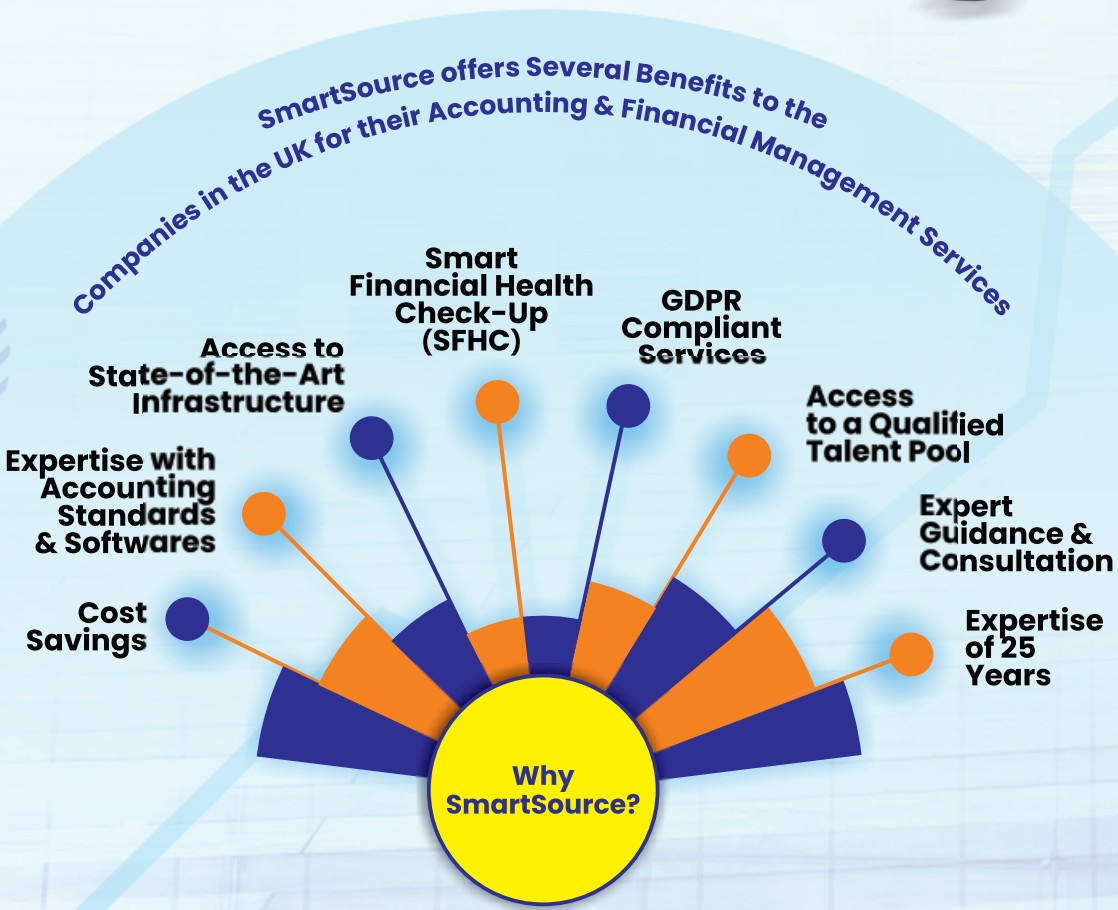 SmartSource offers Several Benefits to the
Companies in the UK for their Accounting & Financial Management Services
Smart
Financial Health
Check-Up
(SFHC)
GDPR
Compliant
Services
Access to
State-of-the-Art
Infrastructure
Access
to a Qualified
Talent Pool
Expertise with
Accounting
Standards
& Softwares
Expert
Guidance &
Consultation
Cost
Savings
Expertise
of 25
Years
Why
SmartSource?